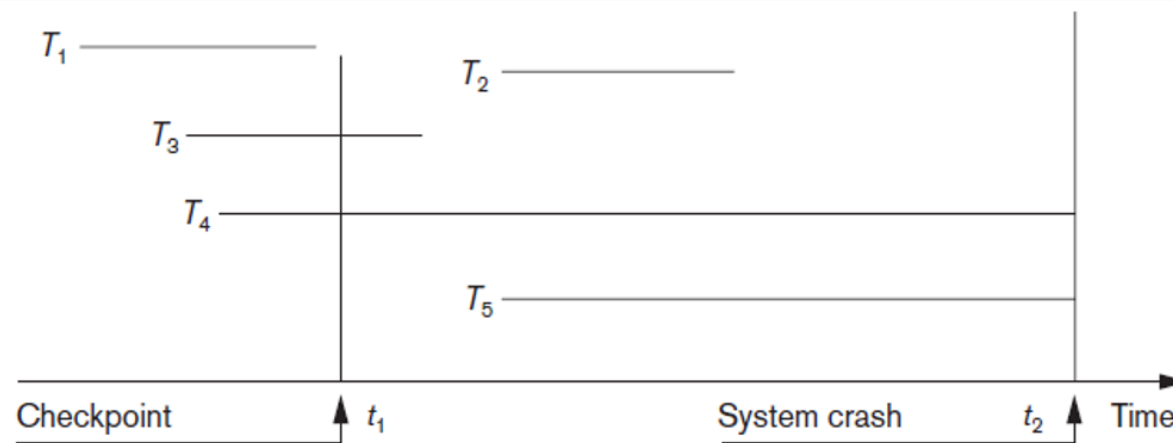 T₁
T₂
T₃
T₄
T₅
Checkpoint t₁ System crash t₂ Time